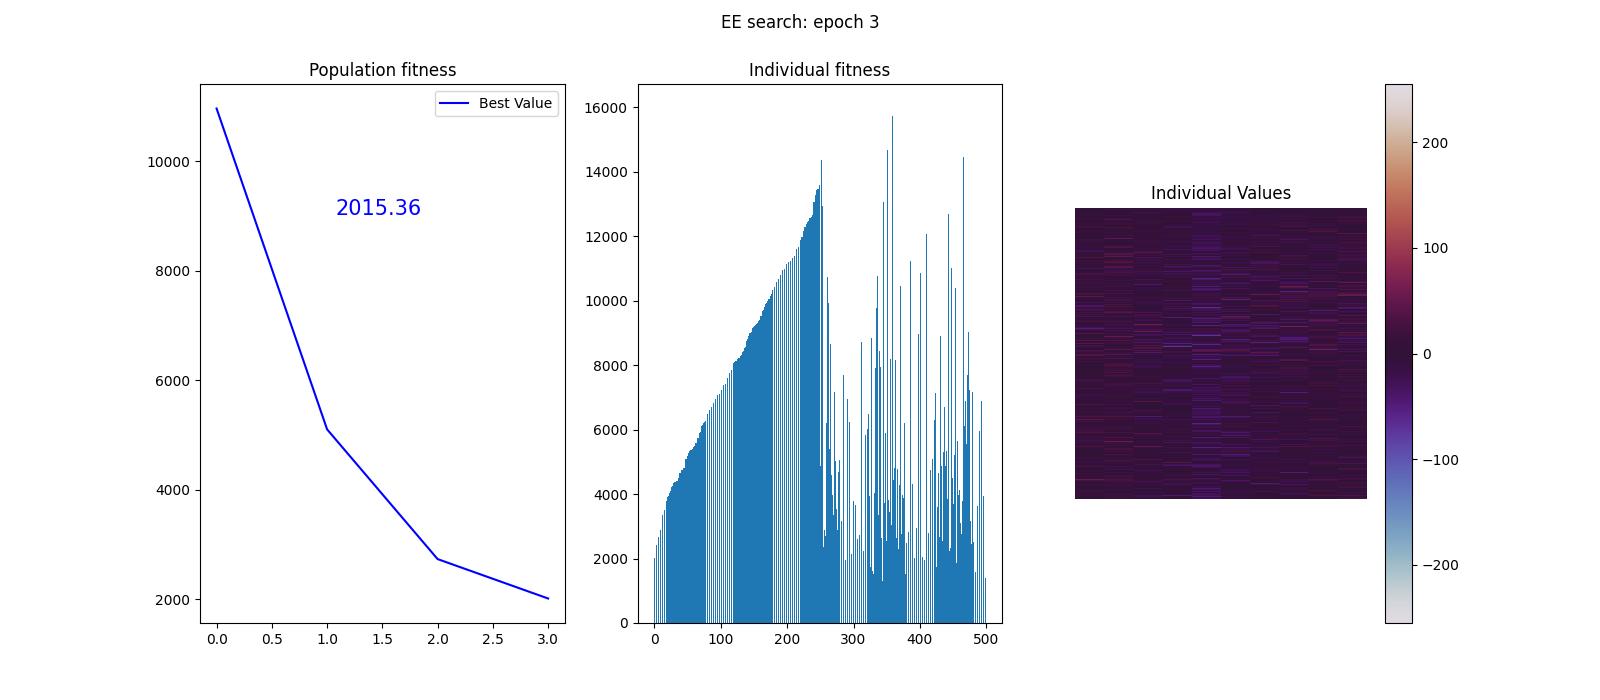 EE search: epoch 3
Population fitness
Best Value
2015.36
10000
8000
6000
4000
2000
0.0 0.5 1.0 1.5 2.0 2.5 3.0
Individual fitness
16000
14000
12000
10000
8000
6000
4000
2000
0
0 100 200 300 400 500
Individual Values
200
100
0
−100
−200